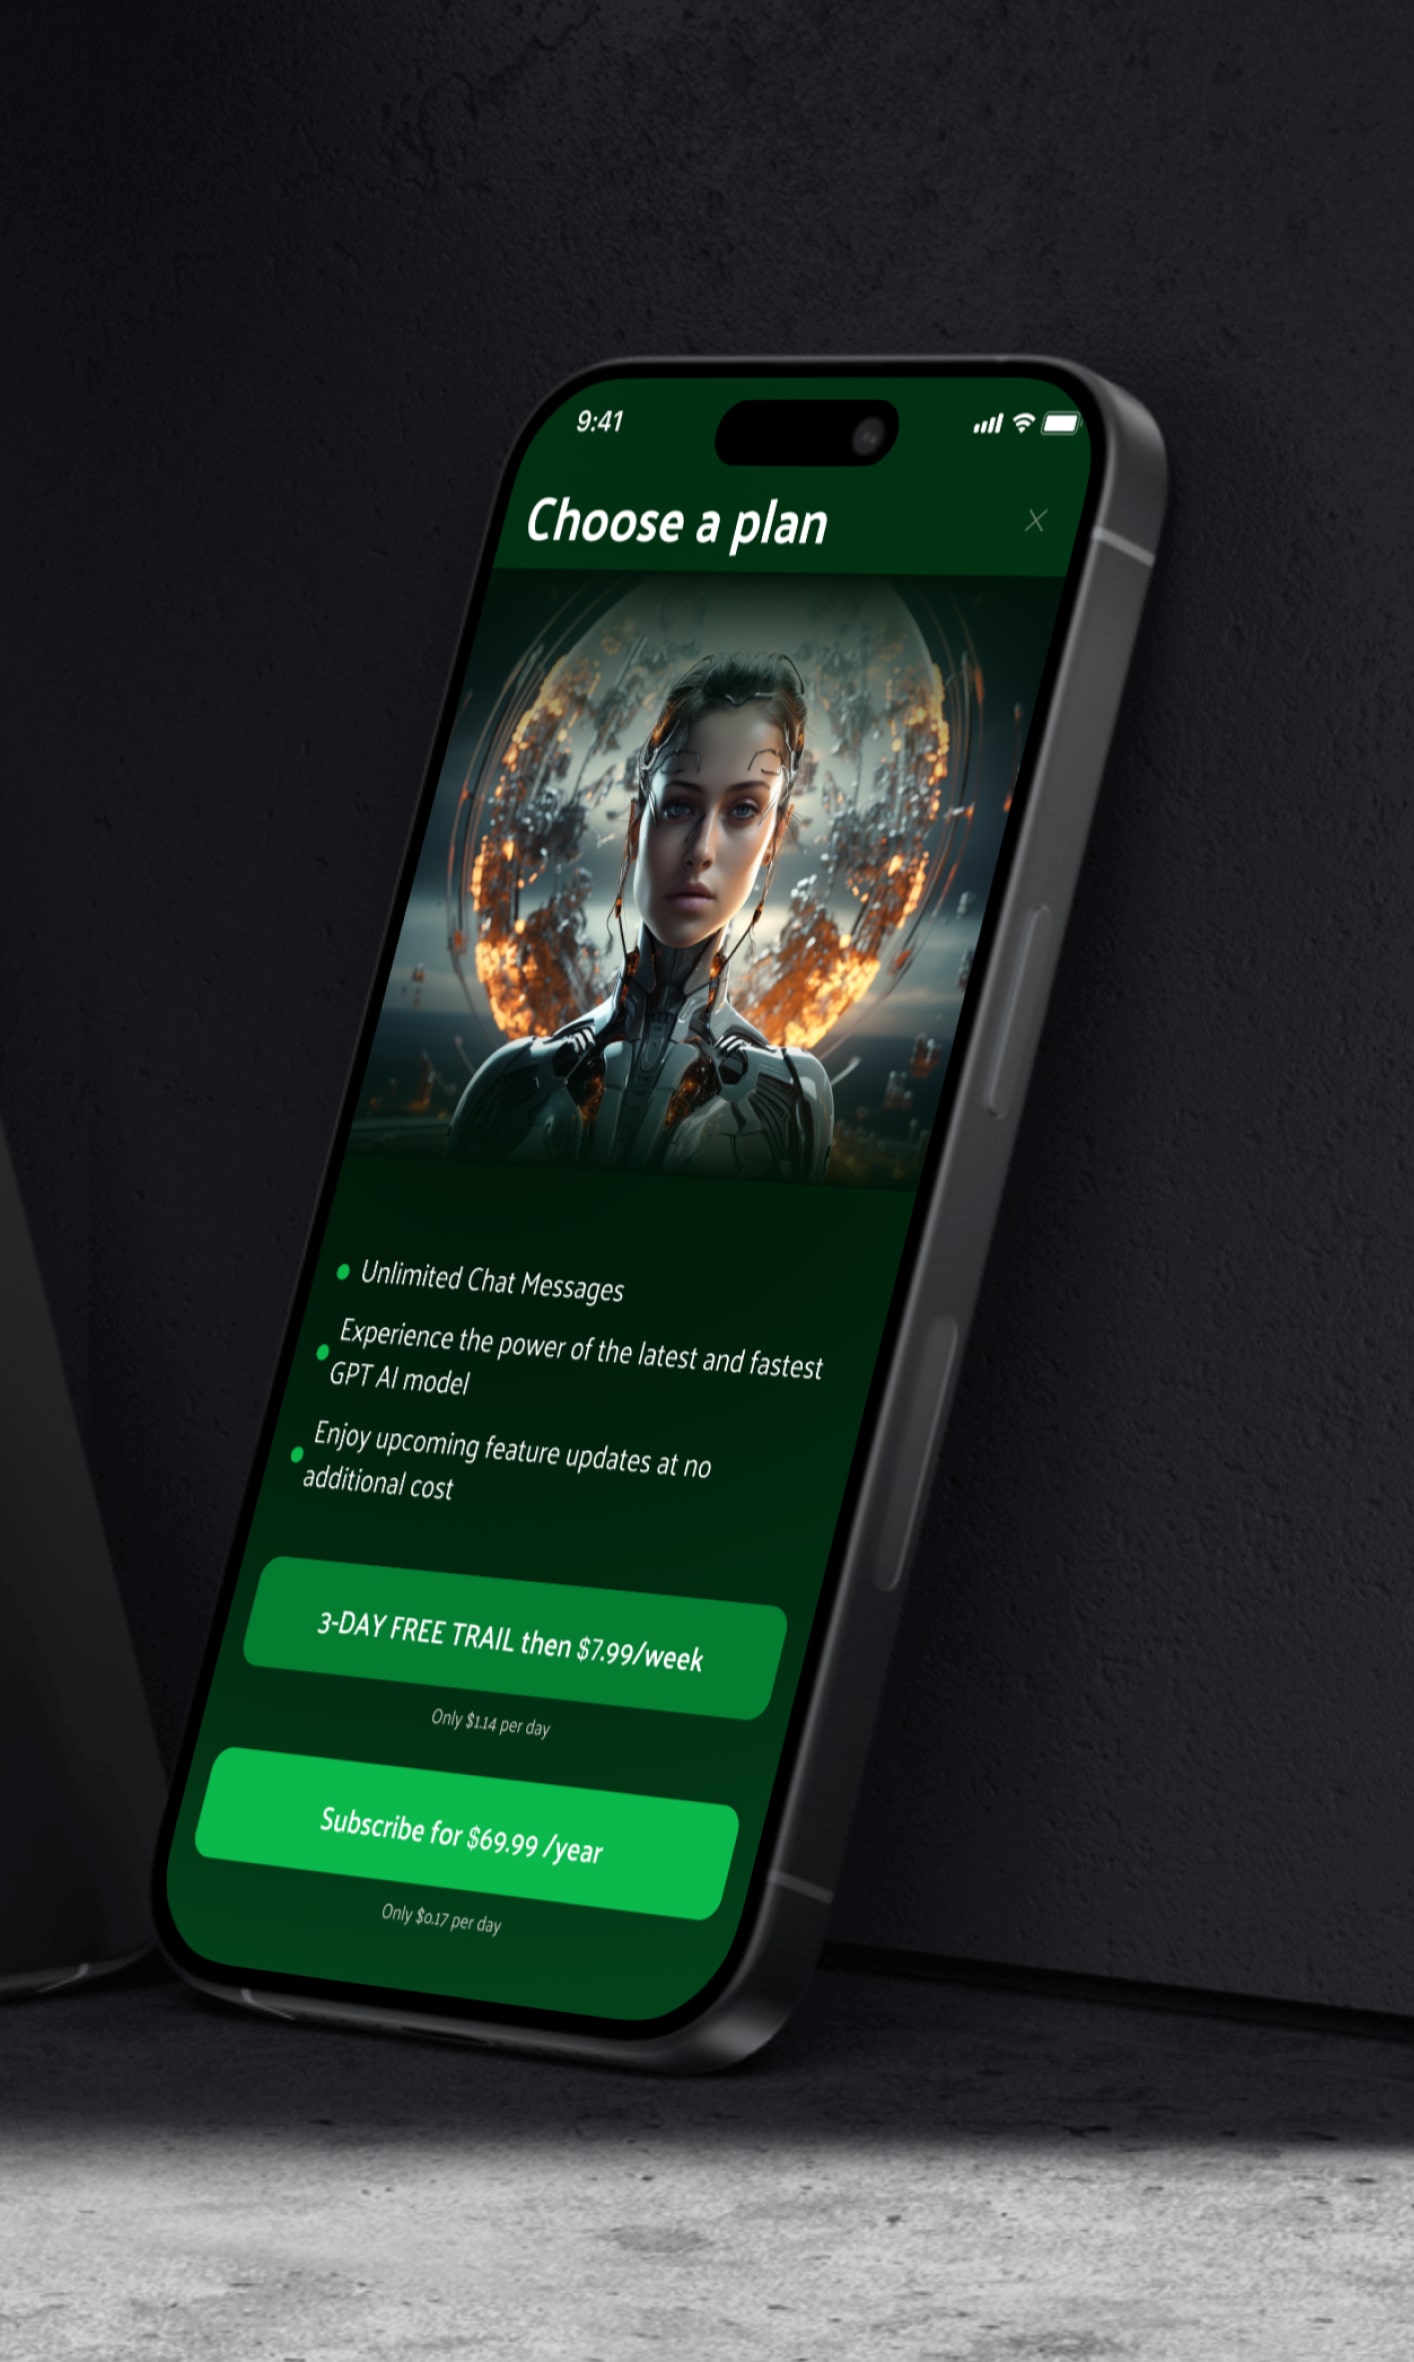 9:41
Choose a plan
Unlimited Chat Messages
Experience the power of the latest and fastest
GPT AI model
Enjoy upcoming feature updates at no
additional cost
3-DAY FREE TRAIL then $7.99/week
Only $1.14 per day
Subscribe for $69.99 /year
Only $0.17 per day